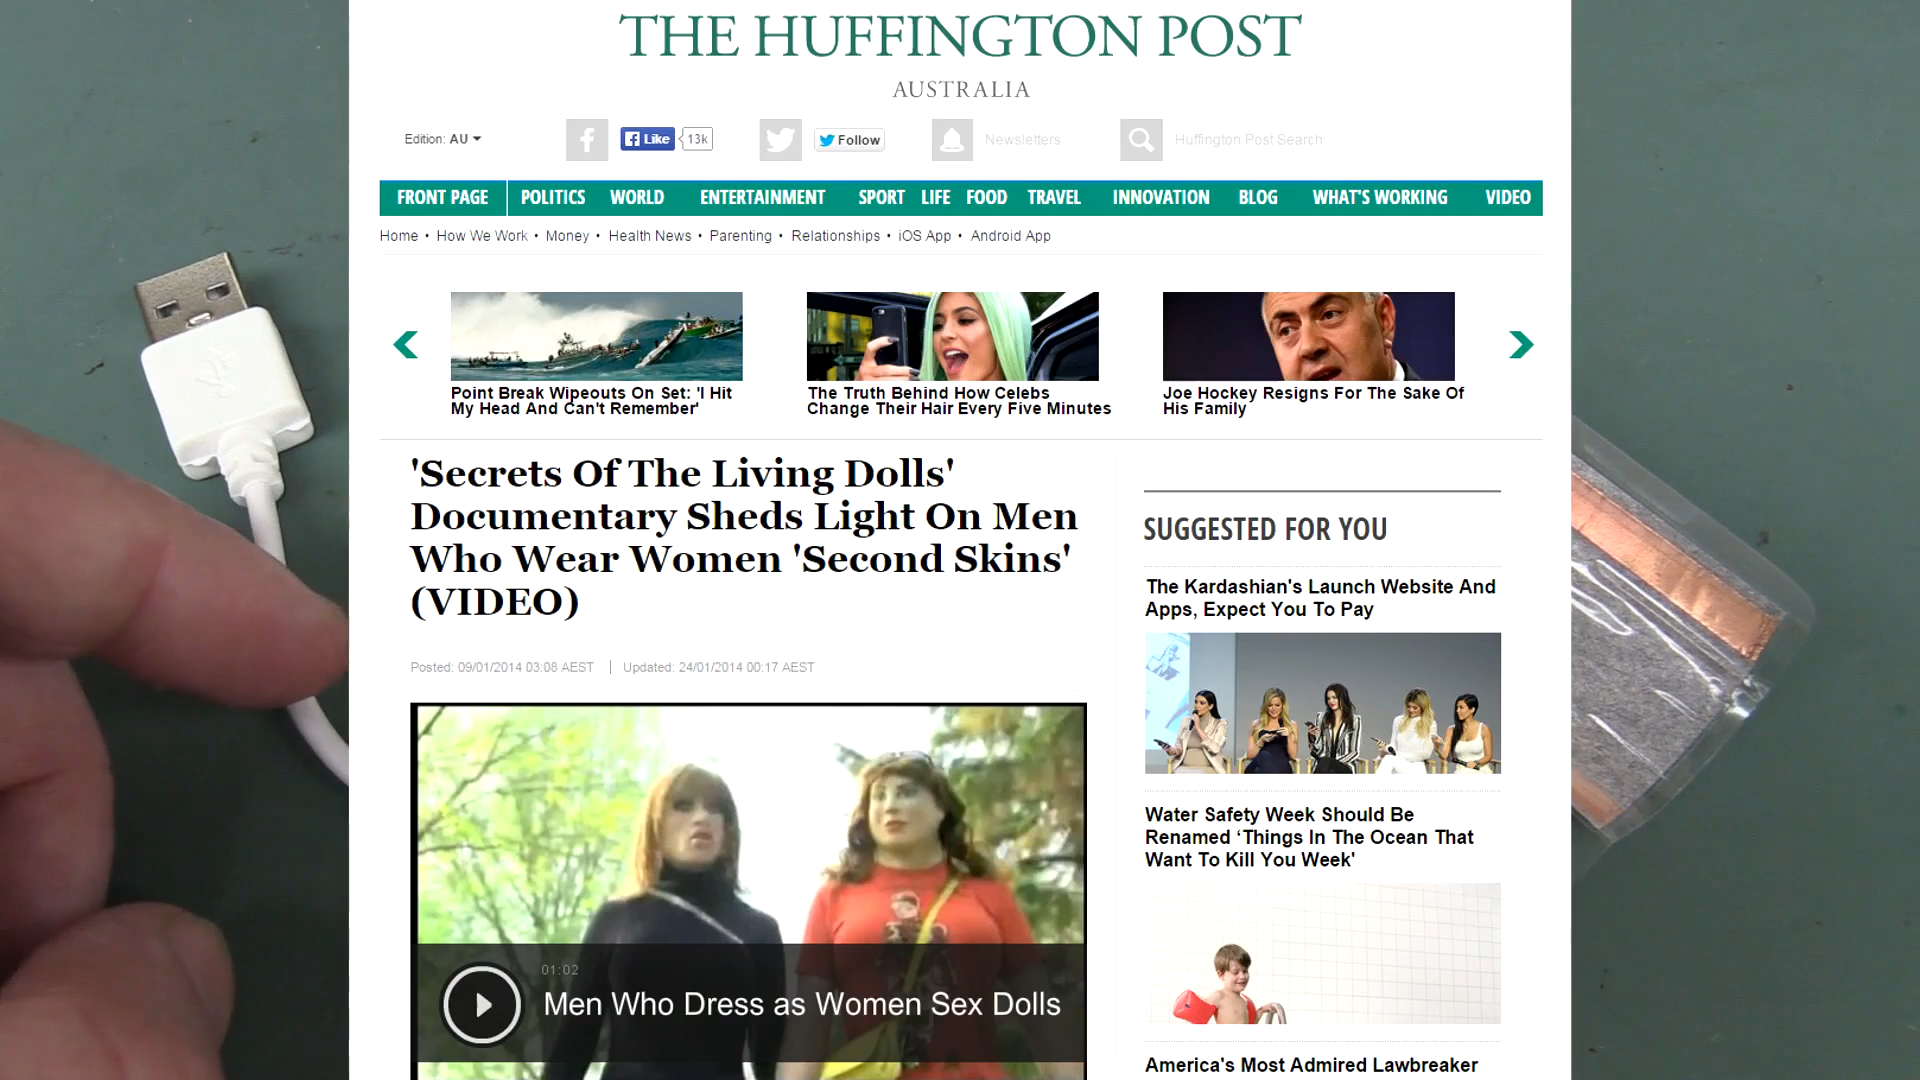 THE HUFFINGTON POST
AUSTRALIA
Edition: AU
Like
13k
Follow
Newsletters
Huffington Post Search
FRONT PAGE POLITICS WORLD ENTERTAINMENT SPORT LIFE FOOD TRAVEL INNOVATION BLOG WHAT'S WORKING VIDEO
Home • How We Work • Money • Health News • Parenting • Relationships • iOS App • Android App
Point Break Wipeouts On Set: 'I Hit
My Head And Can't Remember'
The Truth Behind How Celebs
Change Their Hair Every Five Minutes
Joe Hockey Resigns For The Sake Of
His Family
'Secrets Of The Living Dolls'
Documentary Sheds Light On Men
Who Wear Women 'Second Skins'
(VIDEO)
Posted: 09/01/2014 03:08 AEST | Updated: 24/01/2014 00:17 AEST
01:02
Men Who Dress as Women Sex Dolls
SUGGESTED FOR YOU
The Kardashian's Launch Website And
Apps, Expect You To Pay
Water Safety Week Should Be
Renamed ‘Things In The Ocean That
Want To Kill You Week'
America's Most Admired Lawbreaker